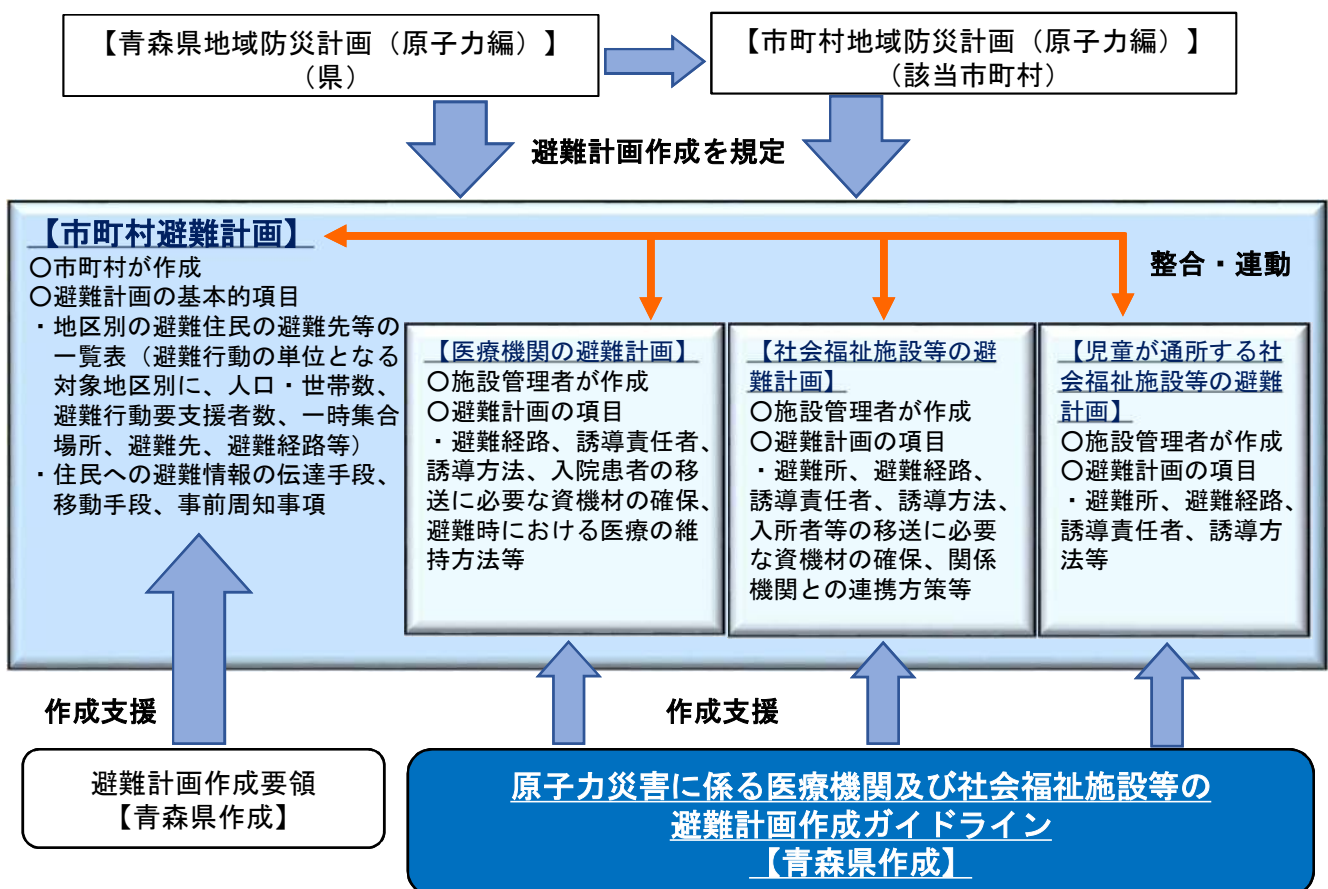 【青森県地域防災計画（原子力編）】
（県）
【市町村地域防災計画（原子力編）】
（該当市町村）
避難計画作成を規定
【市町村避難計画】
〇市町村が作成
〇避難計画の基本的項目
・地区別の避難住民の避難先等の
一覧表（避難行動の単位となる
対象地区別に、人口・世帯数、
避難行動要支援者数、一時集合
場所、避難先、避難経路等）
・住民への避難情報の伝達手段、
移動手段、事前周知事項
整合・連動
【医療機関の避難計画】
〇施設管理者が作成
〇避難計画の項目
・避難経路、誘導責任者、
誘導方法、入院患者の移
送に必要な資機材の確保、
避難時における医療の維
持方法等
【社会福祉施設等の避
難計画】
〇施設管理者が作成
〇避難計画の項目
・避難所、避難経路、
誘導責任者、誘導方法、
入所者等の移送に必要
な資機材の確保、関係
機関との連携方策等
【児童が通所する社
会福祉施設等の避難
計画】
〇施設管理者が作成
〇避難計画の項目
・避難所、避難経路、
誘導責任者、誘導方
法等
作成支援
作成支援
避難計画作成要領
【青森県作成】
原子力災害に係る医療機関及び社会福祉施設等の
避難計画作成ガイドライン
【青森県作成】